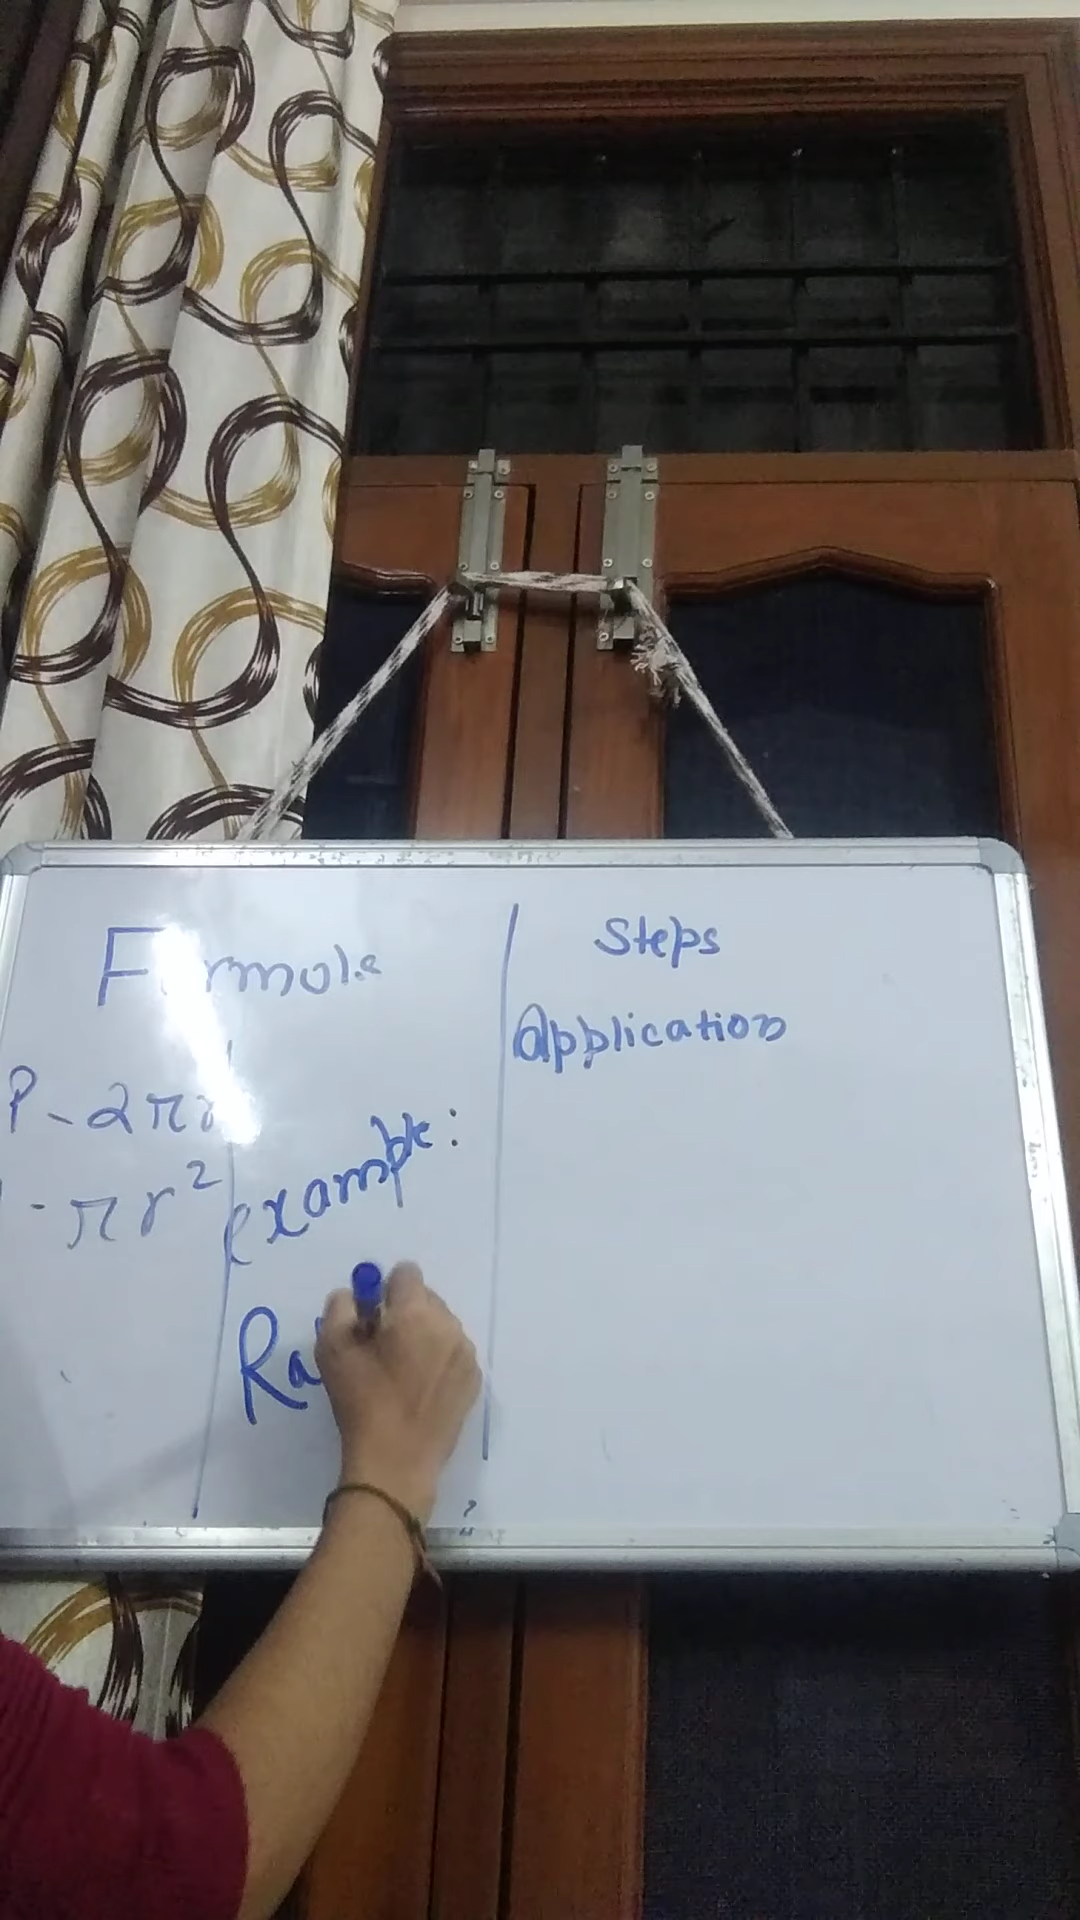 Formula
P - 2πr
- πr²
example:
Ra
Steps
Application